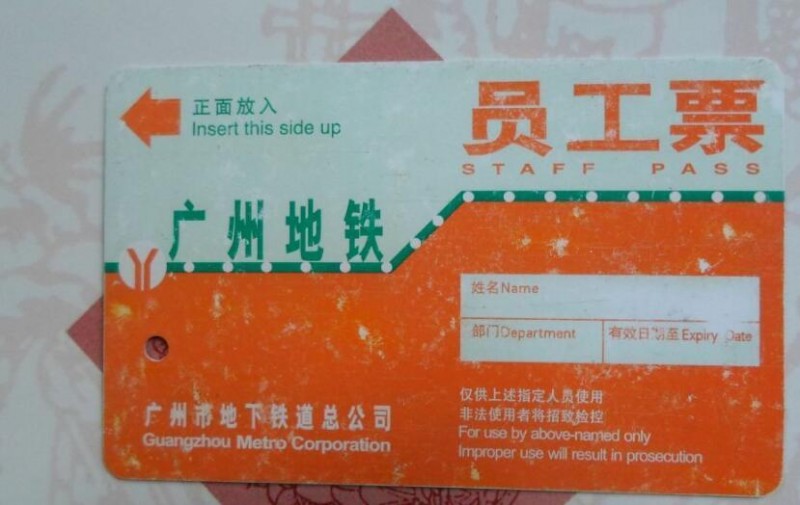 正面放入
Insert this side up
员工票
STAFF PASS
广州地铁
姓名Name
部门Department
有效日期至Expiry Date
广州市地下铁道总公司
Guangzhou Metro Corporation
仅供上述指定人员使用
非法使用者将招致检控
For use by above-named only
Improper use will result in prosecution